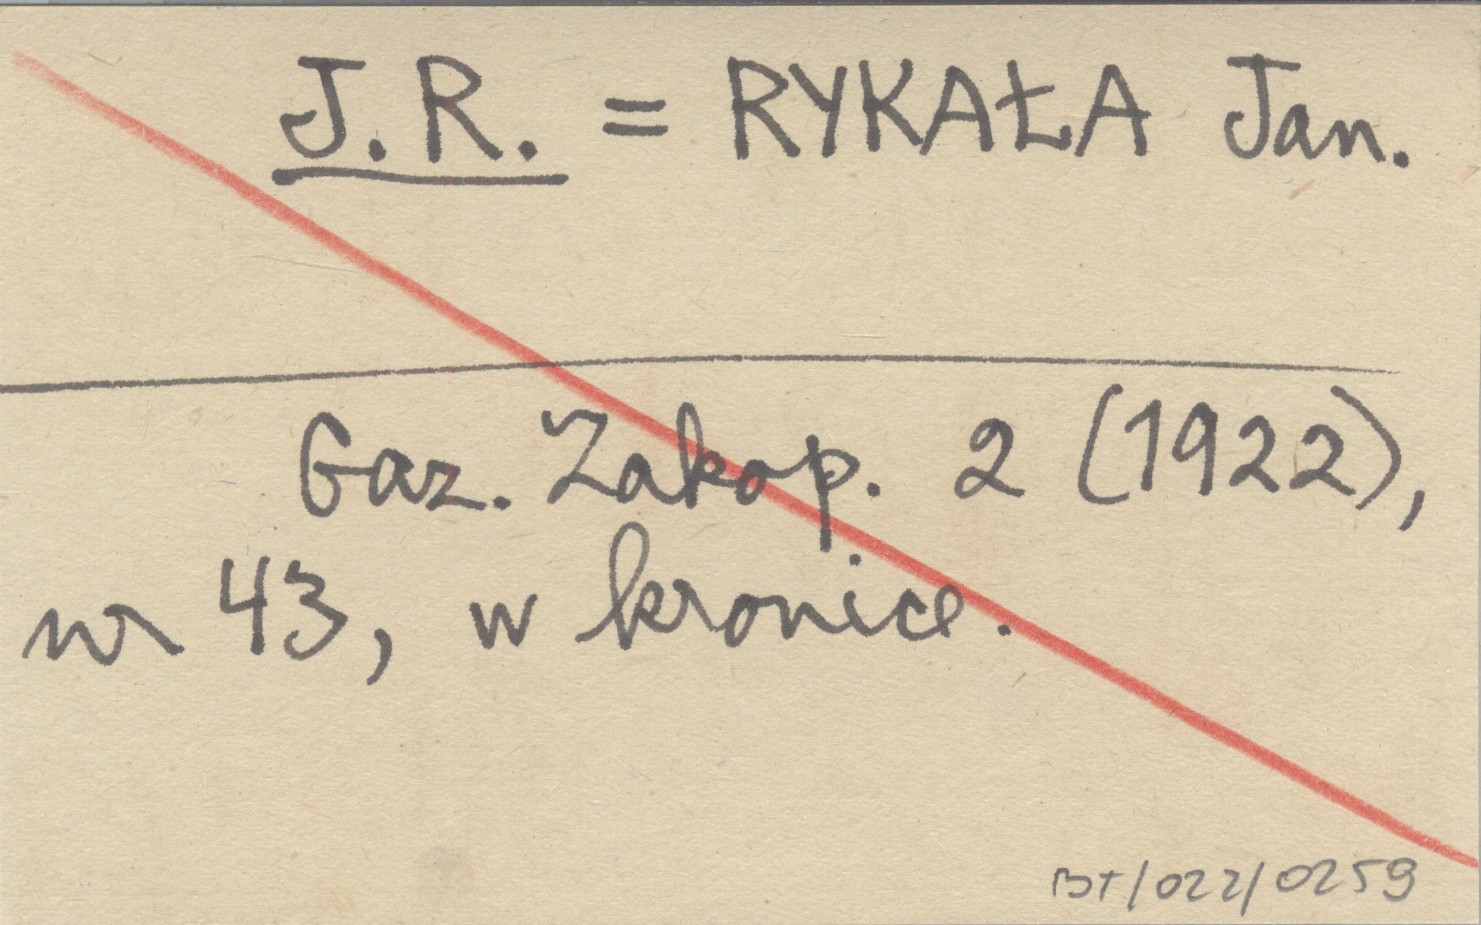 J. R. = RYKAŁA Jan.
Gaz. Zakop. 2 (1922),
nr 43, w kronice.
BT/022/0259